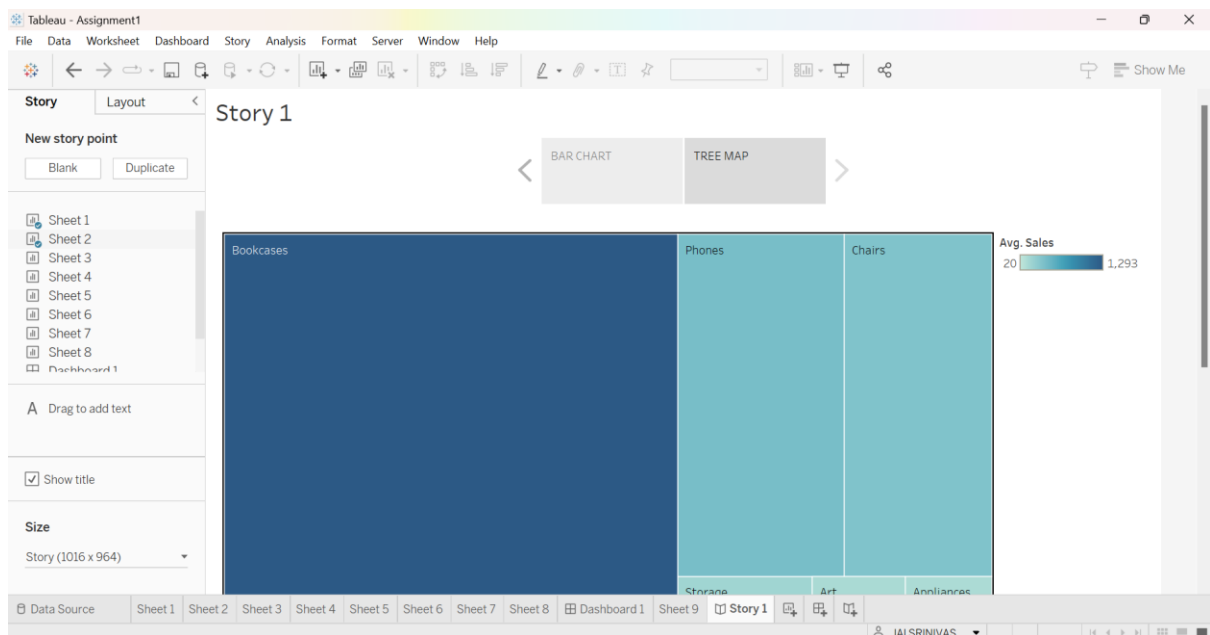 Tableau - Assignment1
File Data Worksheet Dashboard Story Analysis Format Server Window Help
Show Me
Story Layout
Story 1
New story point
Blank Duplicate
BAR CHART TREE MAP
Sheet 1
Sheet 2
Sheet 3
Sheet 4
Sheet 5
Sheet 6
Sheet 7
Sheet 8
Dashboard 1
A Drag to add text
Show title
Size
Story (1016 x 964)
Bookcases Phones Chairs
Avg. Sales
20 1,293
Storage Art Appliances
Data Source Sheet 1 Sheet 2 Sheet 3 Sheet 4 Sheet 5 Sheet 6 Sheet 7 Sheet 8 Dashboard 1 Sheet 9 Story 1
JAI SRINIVAS